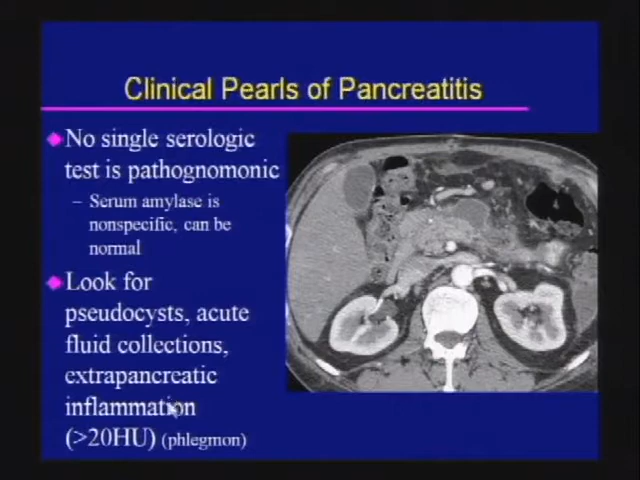 Clinical Pearls of Pancreatitis
No single serologic
test is pathognomonic
– Serum amylase is
nonspecific, can be
normal
Look for
pseudocysts, acute
fluid collections,
extrapancreatic
inflammation
(>20HU) (phlegmon)